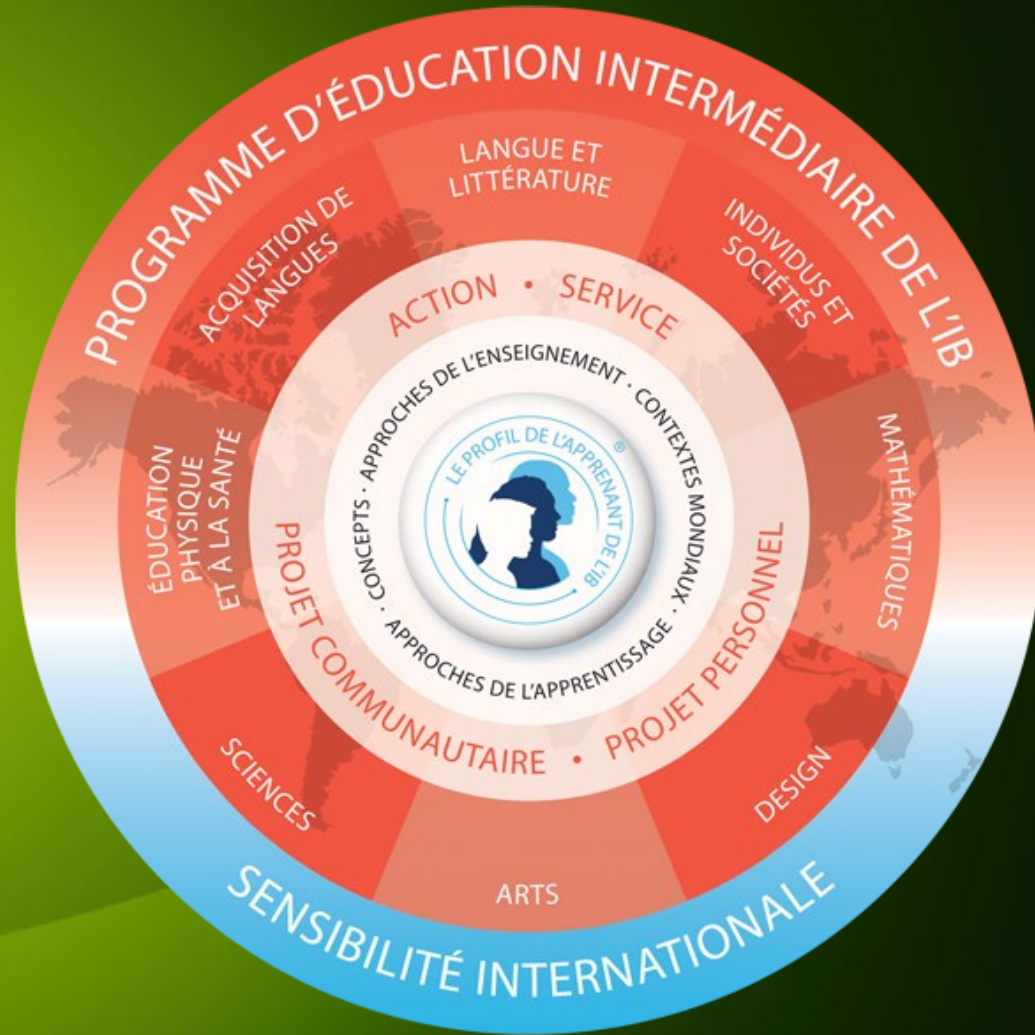 PROGRAMME D'ÉDUCATION INTERMÉDIAIRE DE L'IB
LANGUE ET
LITTÉRATURE
INDIVIDUS ET
SOCIÉTÉS
MATHÉMATIQUES
DESIGN
ARTS
SCIENCES
ÉDUCATION
PHYSIQUE
ET À LA SANTÉ
ACQUISITION DE
LANGUES
ACTION • SERVICE
PROJET PERSONNEL
•
PROJET COMMUNAUTAIRE
APPROCHES DE L'ENSEIGNEMENT · CONTEXTES MONDIAUX ·
APPROCHES DE L'APPRENTISSAGE · CONCEPTS ·
LE PROFIL DE L'APPRENANT DE L'IB
®
SENSIBILITÉ INTERNATIONALE